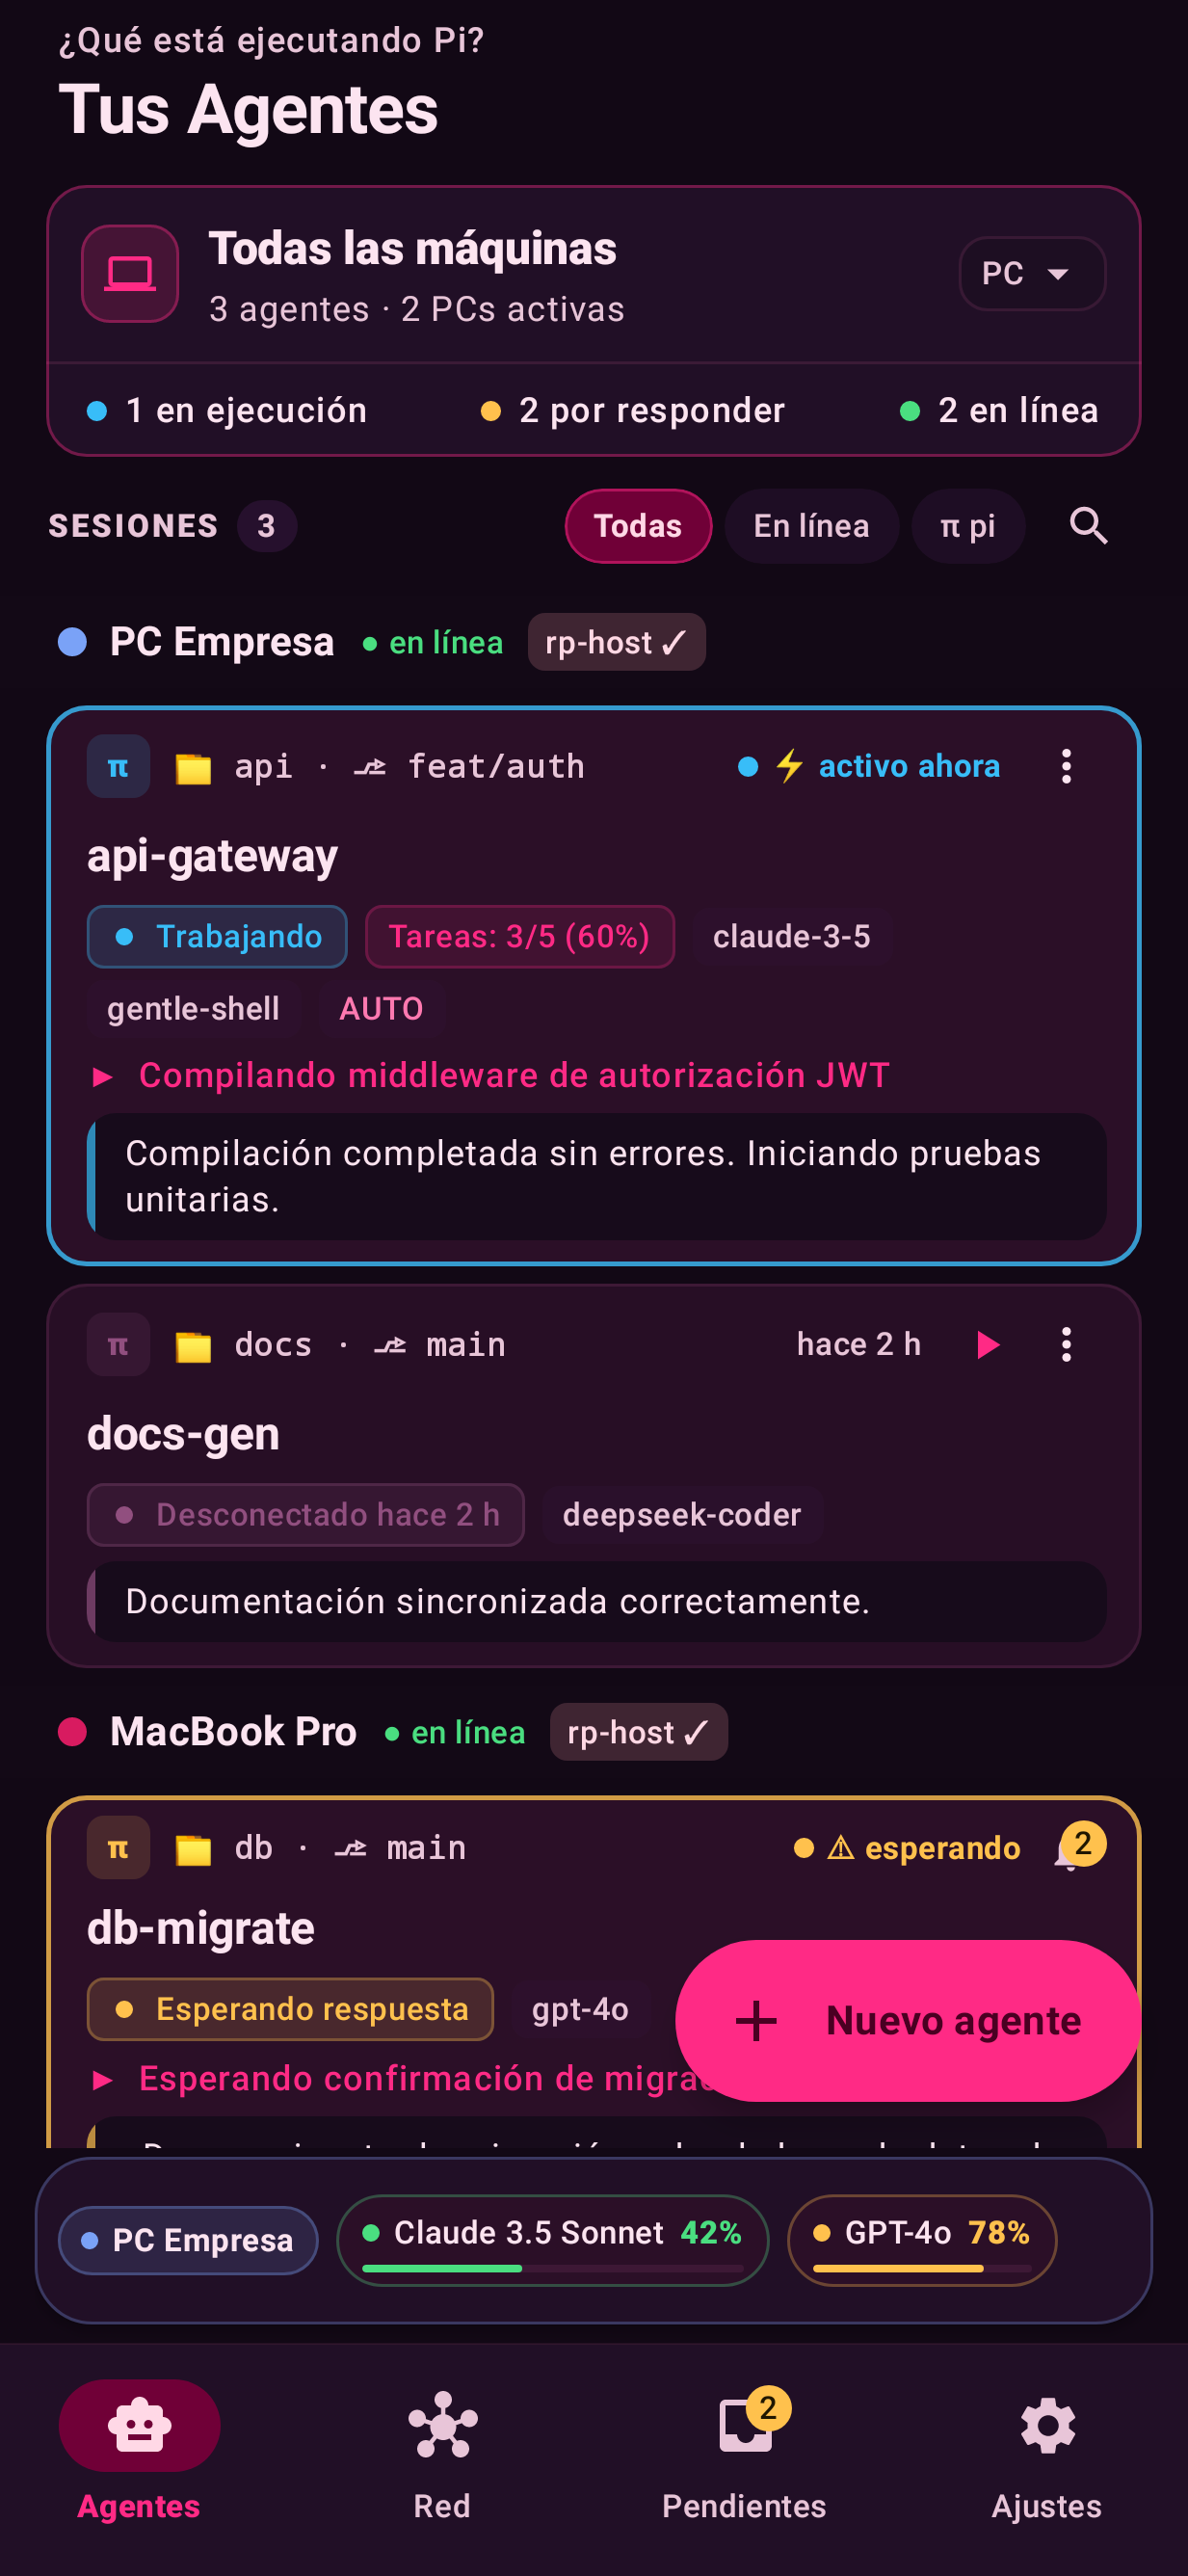 ¿Qué está ejecutando Pi?
Tus Agentes
Todas las máquinas
3 agentes · 2 PCs activas
PC
1 en ejecución
2 por responder
2 en línea
SESIONES 3
Todas
En línea
π pi
PC Empresa
en línea
rp-host ✓
π
api · feat/auth
⚡ activo ahora
api-gateway
Trabajando
Tareas: 3/5 (60%)
claude-3-5
gentle-shell
AUTO
► Compilando middleware de autorización JWT
Compilación completada sin errores. Iniciando pruebas
unitarias.
π
docs · main
hace 2 h
docs-gen
Desconectado hace 2 h
deepseek-coder
Documentación sincronizada correctamente.
MacBook Pro
en línea
rp-host ✓
π
db · main
⚠ esperando
2
db-migrate
Esperando respuesta
gpt-4o
+ Nuevo agente
► Esperando confirmación de
PC Empresa
Claude 3.5 Sonnet 42%
GPT-4o 78%
Agentes
Red
2
Pendientes
Ajustes